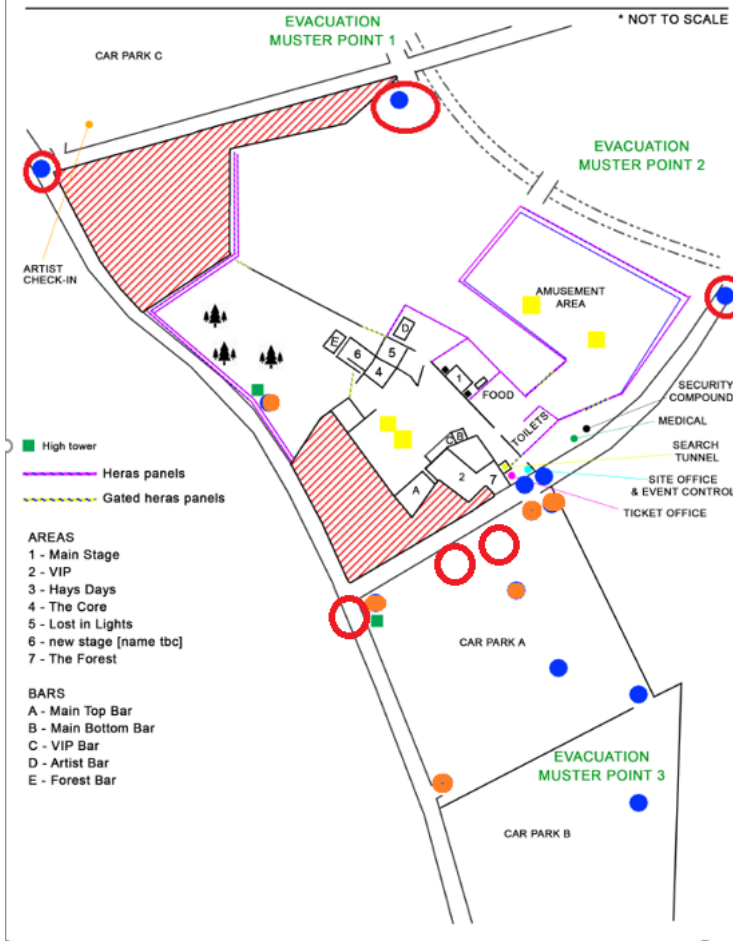 * NOT TO SCALE
EVACUATION
MUSTER POINT 1
CAR PARK C
EVACUATION
MUSTER POINT 2
ARTIST
CHECK-IN
AMUSEMENT
AREA
D
E
6
5
4
1
FOOD
SECURITY
COMPOUND
MEDICAL
TOILETS
SEARCH
TUNNEL
C
B
2
7
A
SITE OFFICE
& EVENT CONTROL
TICKET OFFICE
High tower
Heras panels
Gated heras panels
AREAS
1 - Main Stage
2 - VIP
3 - Hays Days
4 - The Core
5 - Lost in Lights
6 - new stage [name tbc]
7 - The Forest
BARS
A - Main Top Bar
B - Main Bottom Bar
C - VIP Bar
D - Artist Bar
E - Forest Bar
CAR PARK A
EVACUATION
MUSTER POINT 3
CAR PARK B